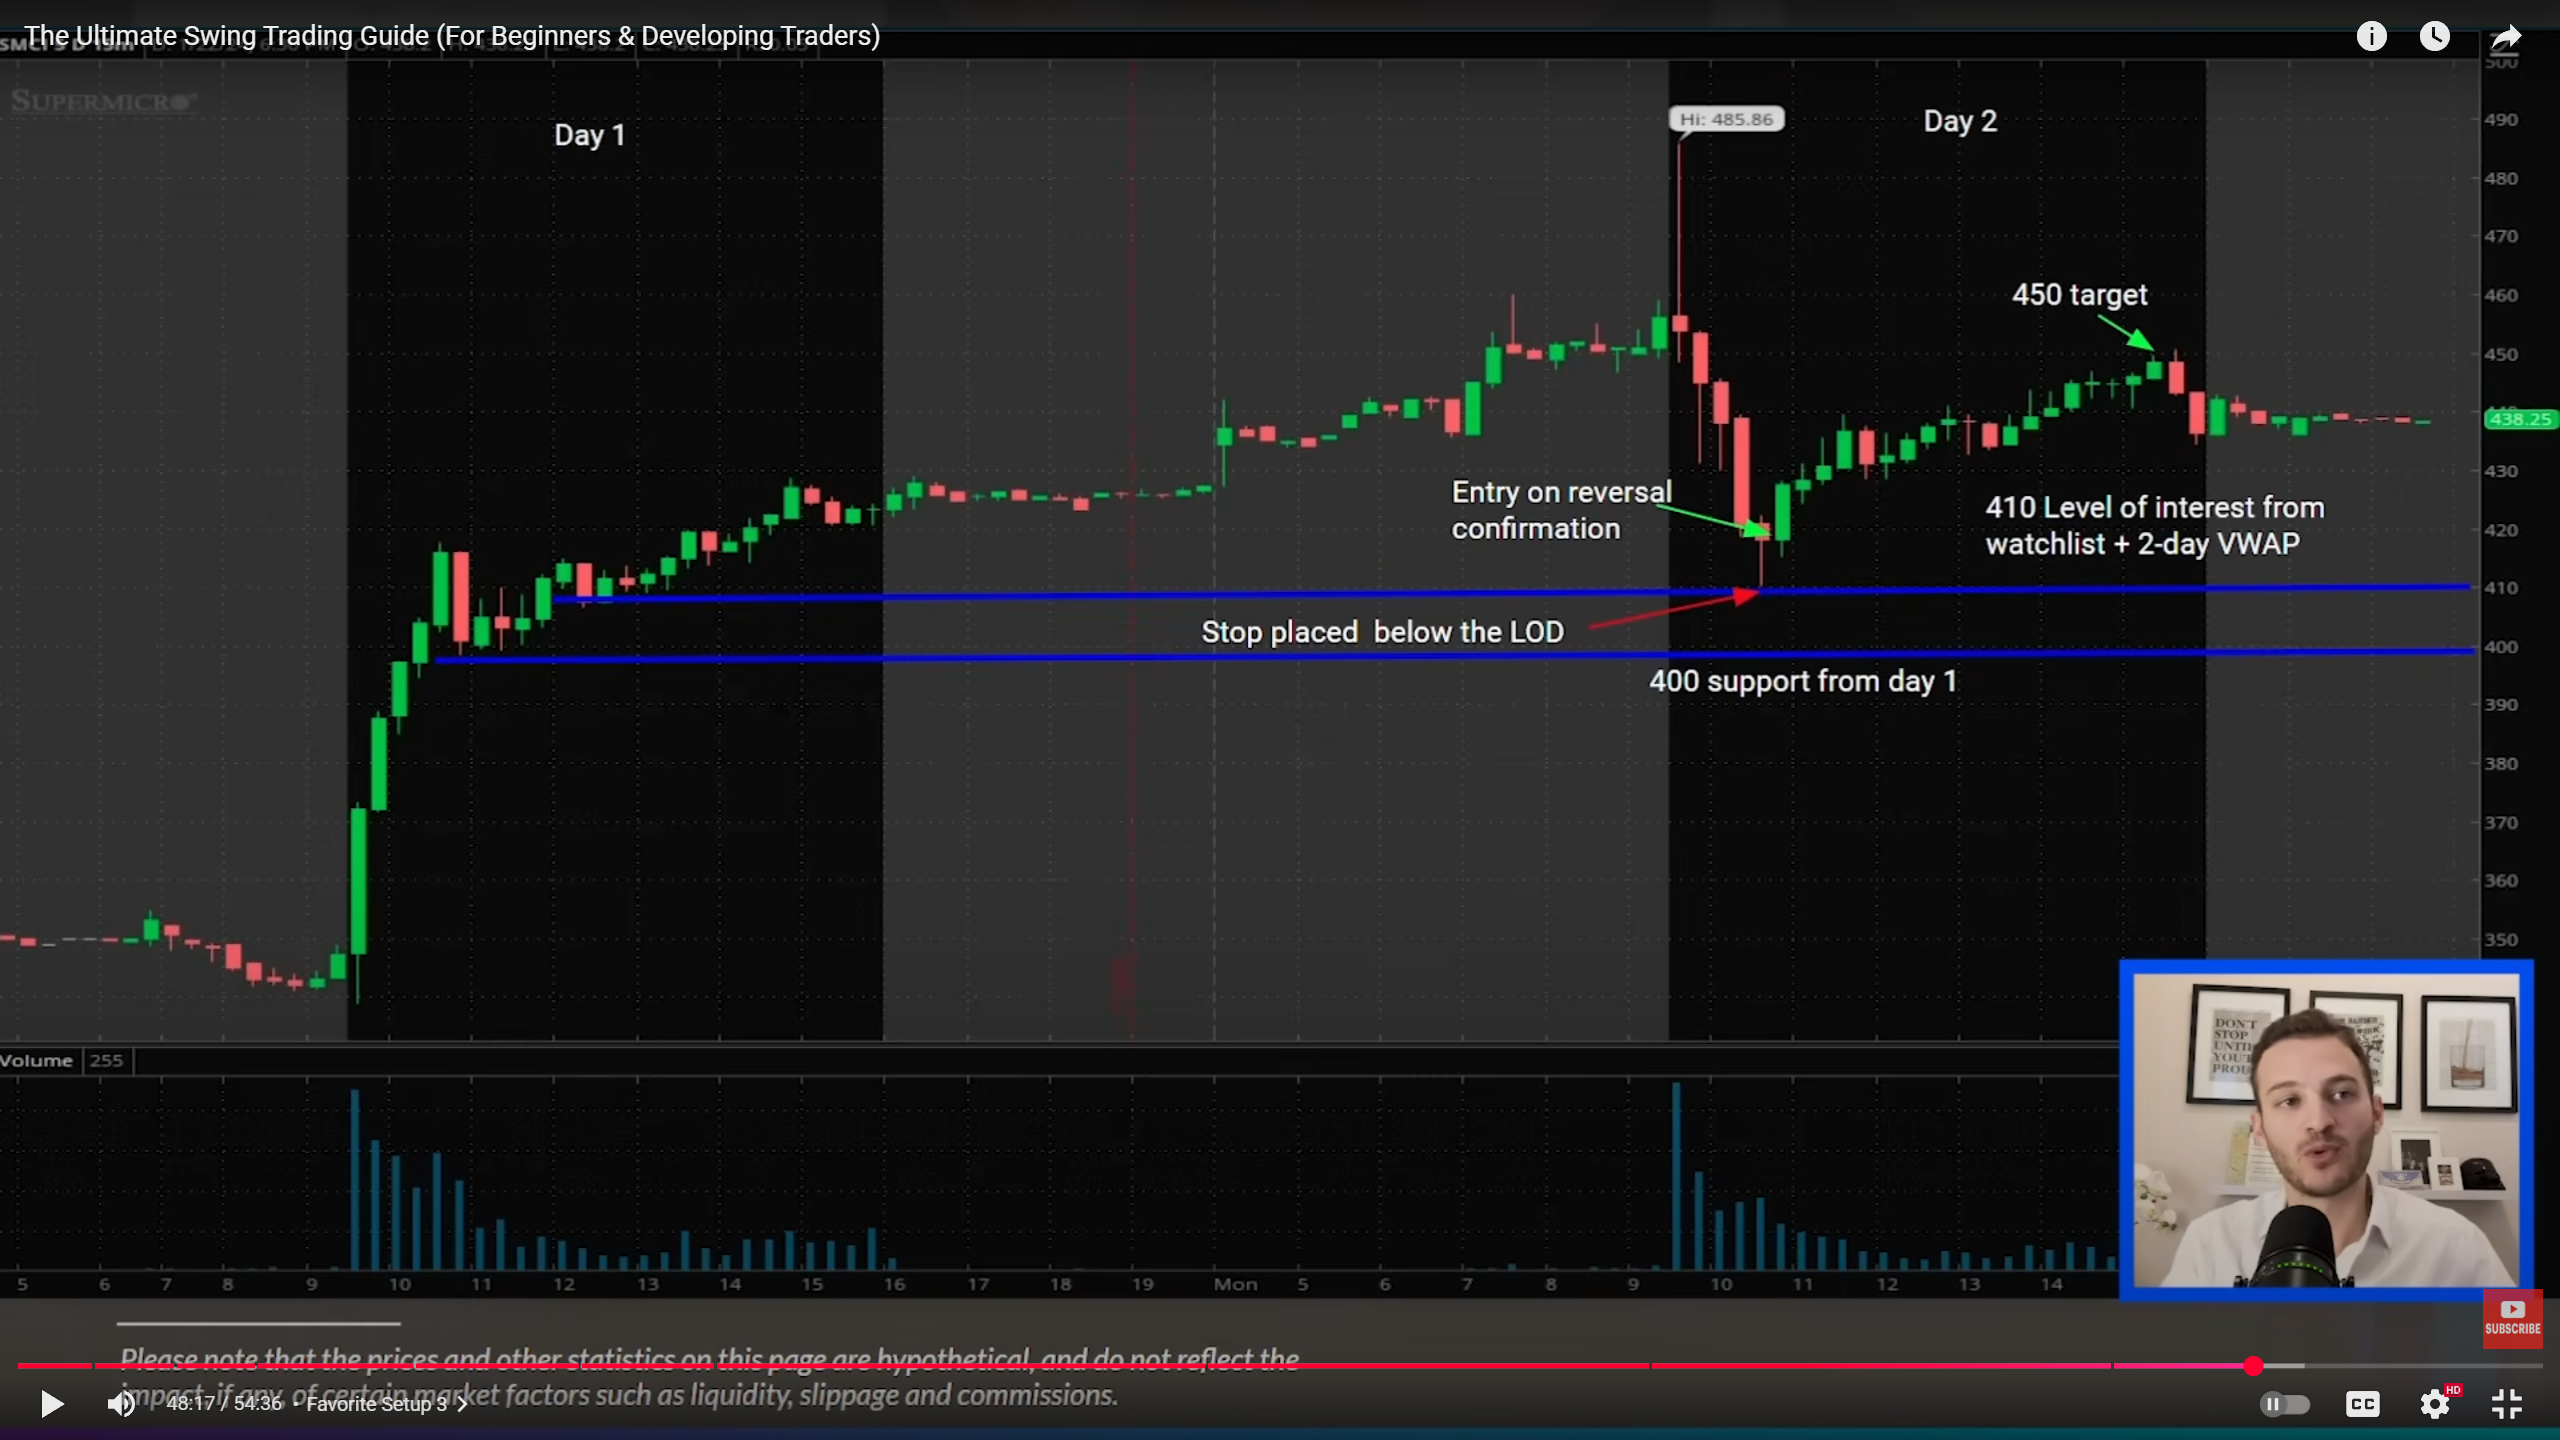 The Ultimate Swing Trading Guide (For Beginners & Developing Traders)
SUPERMICRO
Day 1
Hi: 485.86
Day 2
500
490
480
470
460
450
440
438.25
430
420
410
400
390
380
370
360
350
450 target
Entry on reversal
confirmation
410 Level of interest from
watchlist + 2-day VWAP
Stop placed below the LOD
400 support from day 1
Volume 255
5 6 7 8 9 10 11 12 13 14 15 16 17 18 19 Mon 5 6 7 8 9 10 11 12 13 14
DON'T
STOP
UNTIL
YOU'RE
PROUD
SUBSCRIBE
Please note that the prices and other statistics on this page are hypothetical, and do not reflect the
impact, if any, of certain market factors such as liquidity, slippage and commissions.
48:17 / 54:36 • Favorite Setup 3
CC
HD